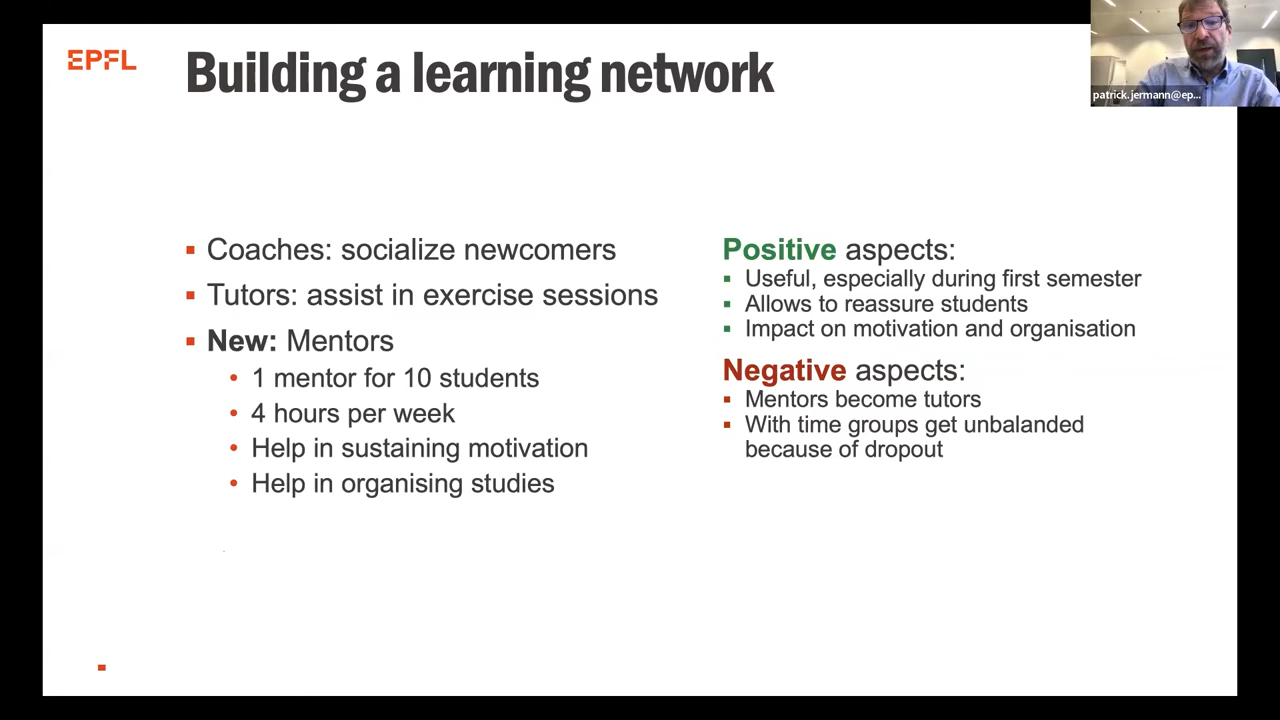 EPFL
Building a learning network
patrick.jermann@ep...
Coaches: socialize newcomers
Tutors: assist in exercise sessions
New: Mentors
1 mentor for 10 students
4 hours per week
Help in sustaining motivation
Help in organising studies
Positive aspects:
Useful, especially during first semester
Allows to reassure students
Impact on motivation and organisation
Negative aspects:
Mentors become tutors
With time groups get unbalanded
because of dropout